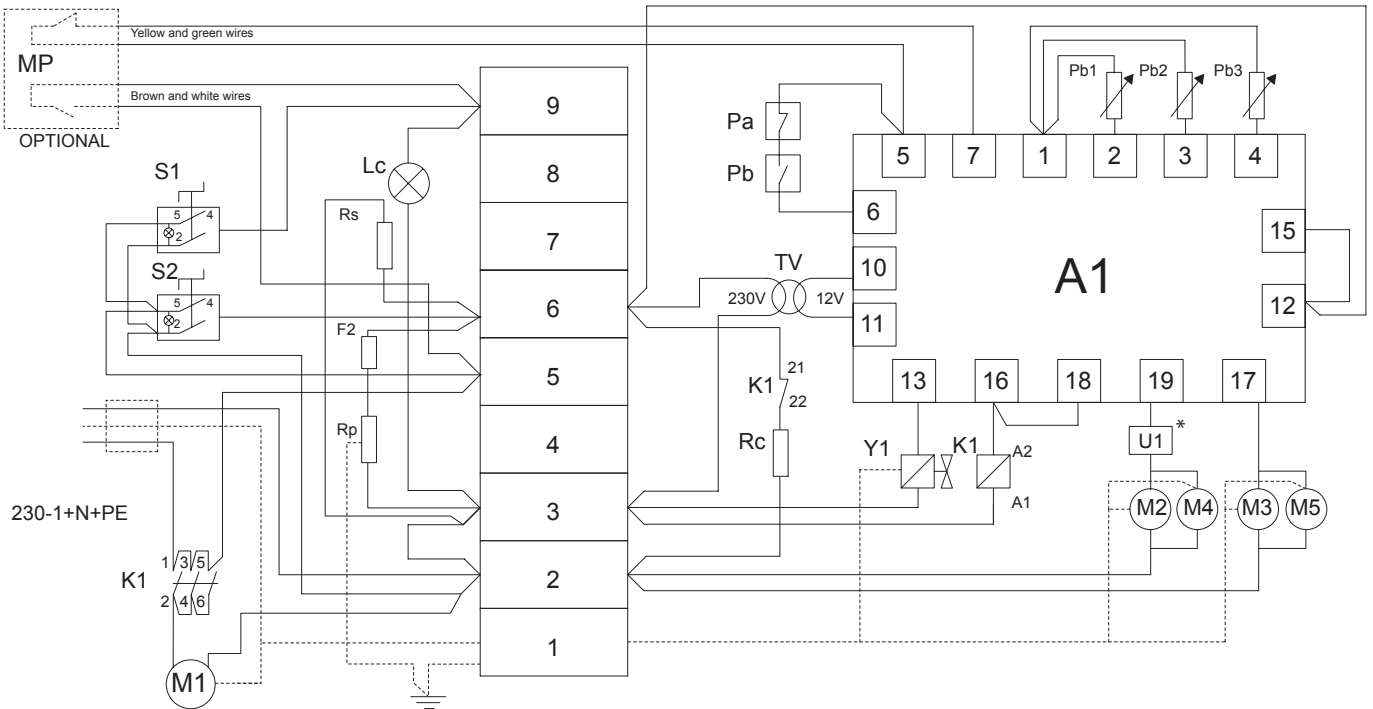 Yellow and green wires
MP
Brown and white wires
OPTIONAL
S1
5 4
2
S2
5 4
2
230-1+N+PE
K1
1 3 5
2 4 6
M1
Lc
Rs
F2
Rp
9
8
7
6
5
4
3
2
1
Pa
Pb
TV
230V 12V
K1
21
22
Rc
Pb1 Pb2 Pb3
5 7 1 2 3 4
6
10
11
15
12
A1
13 16 18 19 17
Y1
K1
A2
A1
U1 *
M2 M4 M3 M5